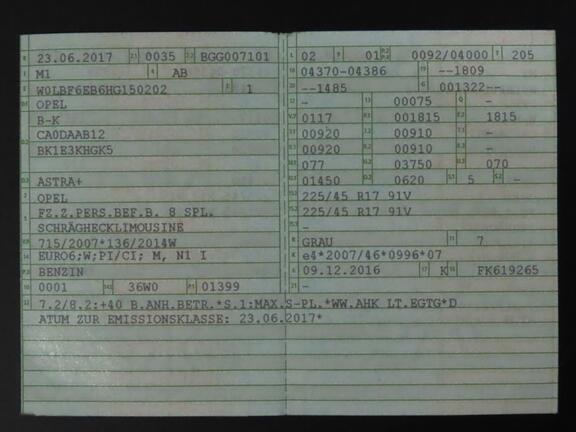 23.06.2017 0035 BGG007101
M1 AB
W0LBF6EB6HG150202 1
OPEL
B-K
CA0DAAB12
BK1E3KHGK5
ASTRA+
OPEL
FZ.Z.PERS.BEF.B. 8 SPL.
SCHRÄGHECKLIMOUSINE
715/2007*136/2014W
EURO6;W;PI/CI; M, N1 I
BENZIN
0001 36W0 01399
02 01 0092/04000 205
04370-04386 --1809
--1485 001322--
- 00075 -
0117 001815 1815
00920 00910 -
00920 00910 -
077 03750 070
01450 0620 5 -
225/45 R17 91V
225/45 R17 91V
-
GRAU 7
e4*2007/46*0996*07
09.12.2016 K FK619265
-
7.2/8.2:+40 B.ANH.BETR.*S.1:MAX.S-PL.*WW.AHK LT.EGTG*D
ATUM ZUR EMISSIONSKLASSE: 23.06.2017*